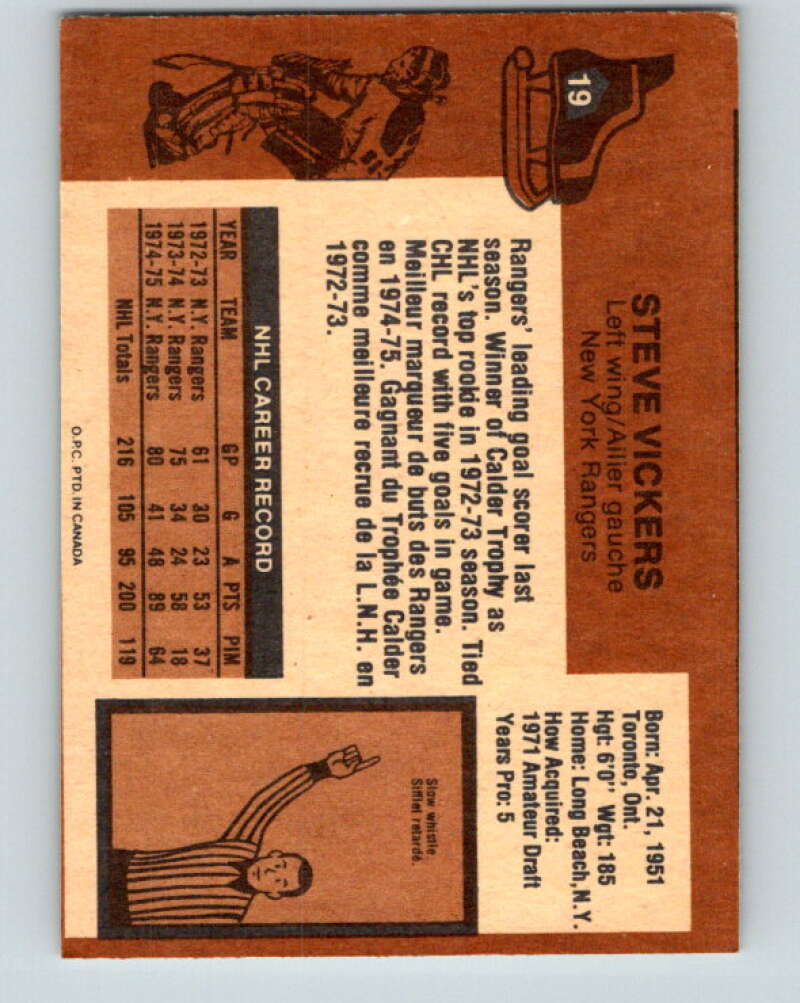 19
STEVE VICKERS
Left wing/Ailier gauche
New York Rangers
Born: Apr. 21, 1951
Toronto, Ont.
Hgt: 6'0" Wgt: 185
Home: Long Beach, N.Y.
How Acquired:
1971 Amateur Draft
Years Pro: 5
Rangers' leading goal scorer last
season. Winner of Calder Trophy as
NHL's top rookie in 1972-73 season. Tied
CHL record with five goals in game.
Meilleur marqueur de buts des Rangers
en 1974-75. Gagnant du Trophée Calder
comme meilleure recrue de la L.N.H. en
1972-73.
NHL CAREER RECORD
YEAR TEAM GP G A PTS PIM
1972-73 N.Y. Rangers 61 30 23 53 37
1973-74 N.Y. Rangers 75 34 24 58 18
1974-75 N.Y. Rangers 80 41 48 89 64
NHL Totals 216 105 95 200 119
Slow whistle.
Sifflet retardé.
O.P.C. PTD. IN CANADA